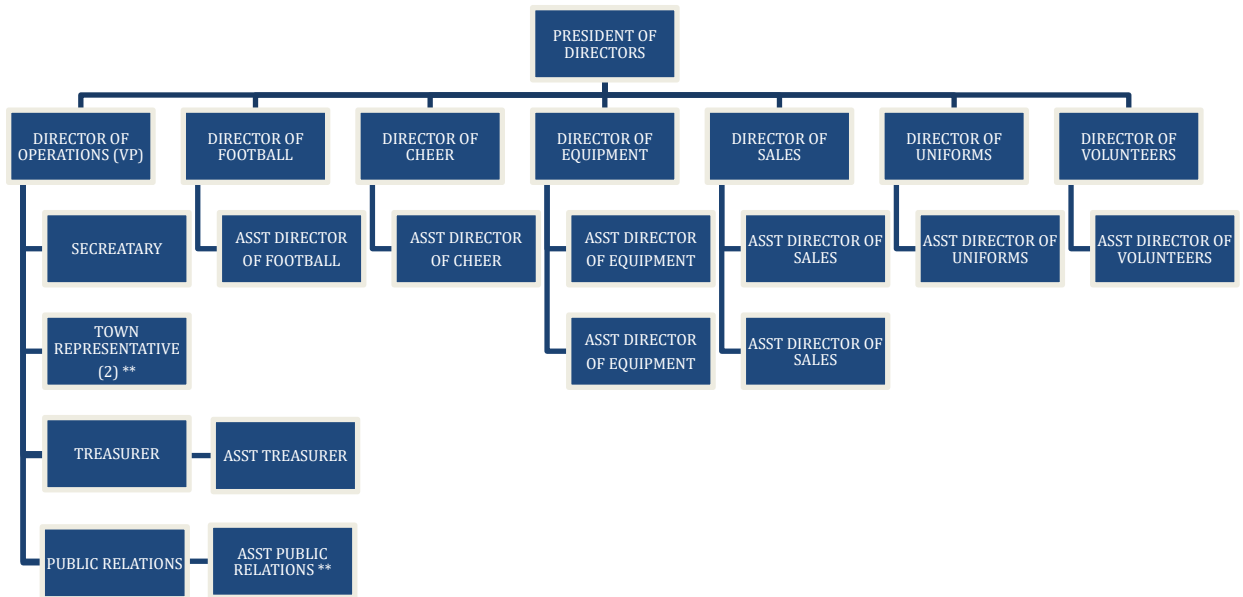 PRESIDENT OF
DIRECTORS
DIRECTOR OF
OPERATIONS (VP)
DIRECTOR OF
FOOTBALL
DIRECTOR OF
CHEER
DIRECTOR OF
EQUIPMENT
DIRECTOR OF
SALES
DIRECTOR OF
UNIFORMS
DIRECTOR OF
VOLUNTEERS
SECREATARY
ASST DIRECTOR
OF FOOTBALL
ASST DIRECTOR
OF CHEER
ASST DIRECTOR
OF EQUIPMENT
ASST DIRECTOR OF
SALES
ASST DIRECTOR OF
UNIFORMS
ASST DIRECTOR OF
VOLUNTEERS
TOWN
REPRESENTATIVE
(2) **
ASST DIRECTOR
OF EQUIPMENT
ASST DIRECTOR OF
SALES
TREASURER
ASST TREASURER
PUBLIC RELATIONS
ASST PUBLIC
RELATIONS **